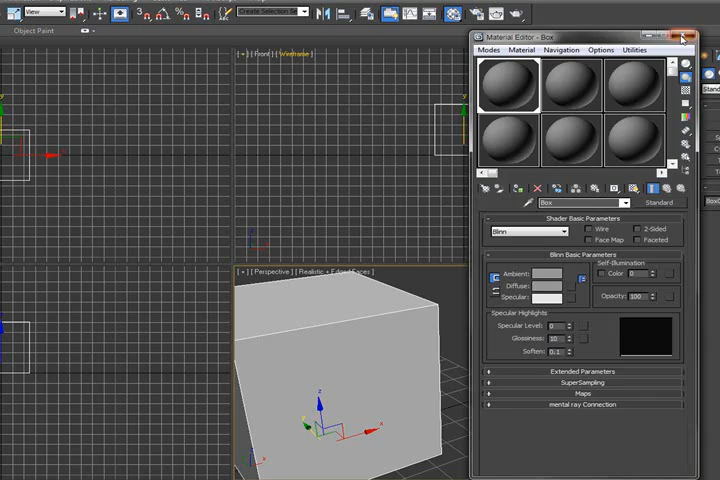 View
3
%
Create Selection Se
Object Paint
Material Editor - Box
Modes Material Navigation Options Utilities
[ + ] [ Front ] [ Wireframe ]
y
x
z
Stand
Box
Standard
Shader Basic Parameters
Blinn
Wire
2-Sided
Face Map
Faceted
Blinn Basic Parameters
Self-Illumination
Ambient:
Color 0
Diffuse:
Specular:
Opacity: 100
Specular Highlights
Specular Level: 0
Glossiness: 10
Soften: 0.1
Extended Parameters
SuperSampling
Maps
mental ray Connection
[ + ] [ Perspective ] [ Realistic + Edged Faces ]
z
y
x